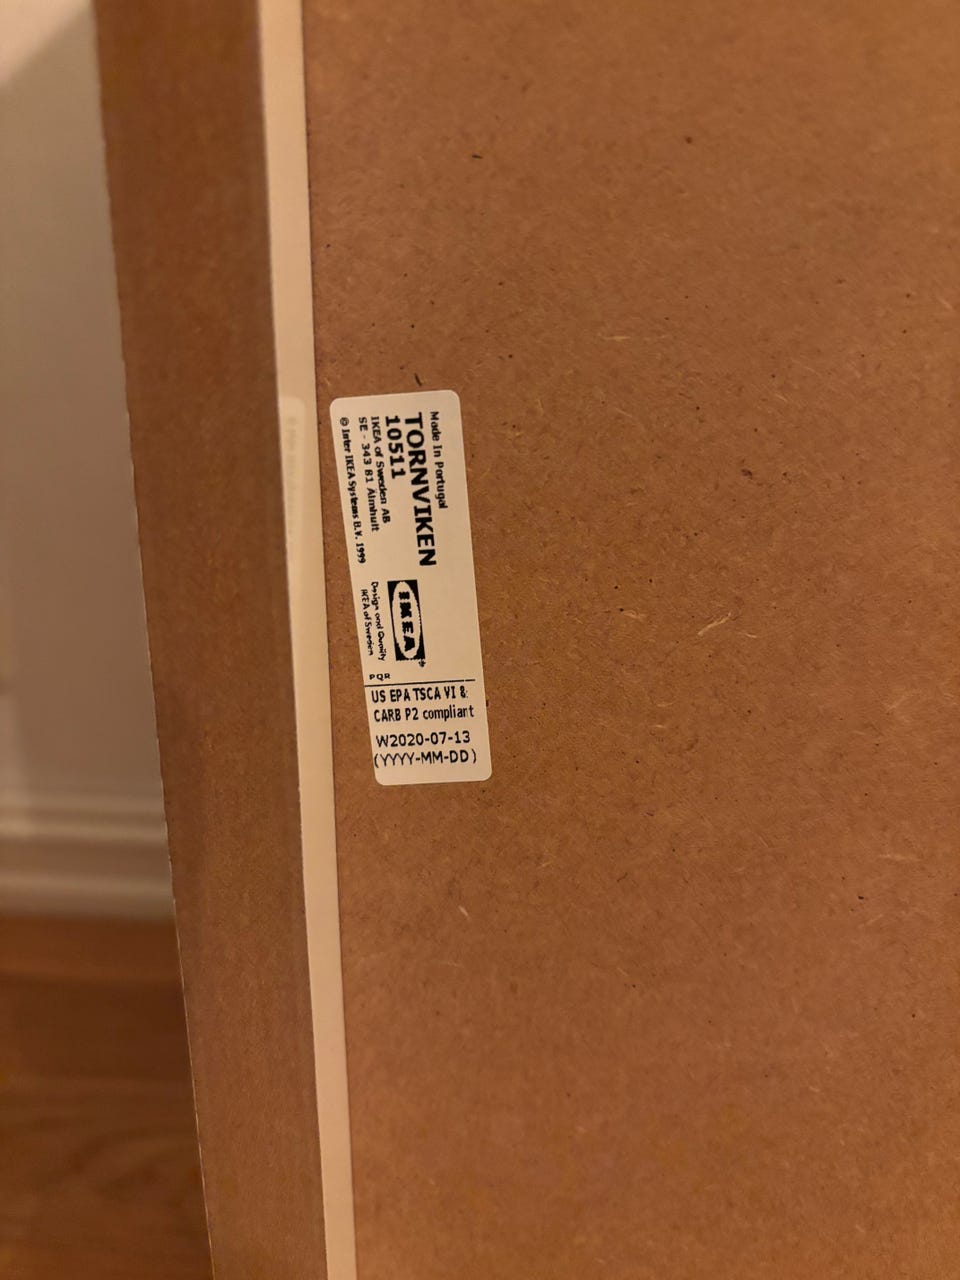 Made In Portugal
TORNVIKEN
10511
IKEA of Sweden AB
SE - 343 81 Älmhult
© Inter IKEA Systems B.V. 1999
IKEA
Design and Quality
IKEA of Sweden
PQR
US EPA TSCA VI &
CARB P2 compliant
W2020-07-13
(YYYY-MM-DD)